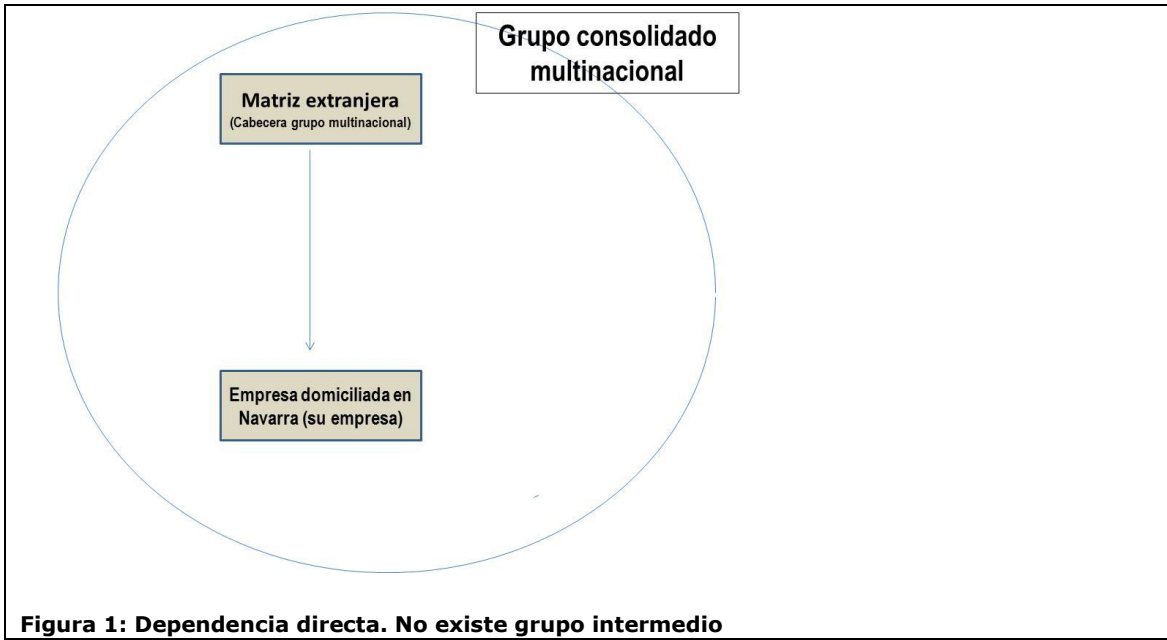 Grupo consolidado
multinacional
Matriz extranjera
(Cabecera grupo multinacional)
Empresa domiciliada en
Navarra (su empresa)
Figura 1: Dependencia directa. No existe grupo intermedio